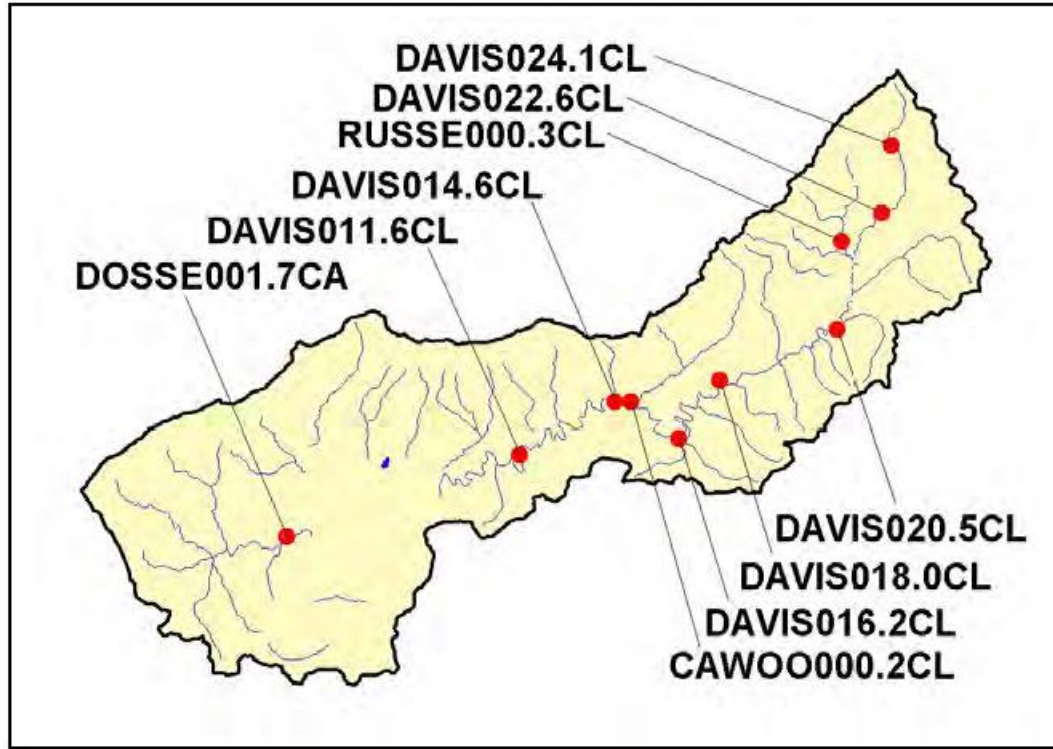 DAVIS024.1CL
DAVIS022.6CL
RUSSE000.3CL
DAVIS014.6CL
DAVIS011.6CL
DOSSE001.7CA
DAVIS020.5CL
DAVIS018.0CL
DAVIS016.2CL
CAWOO000.2CL